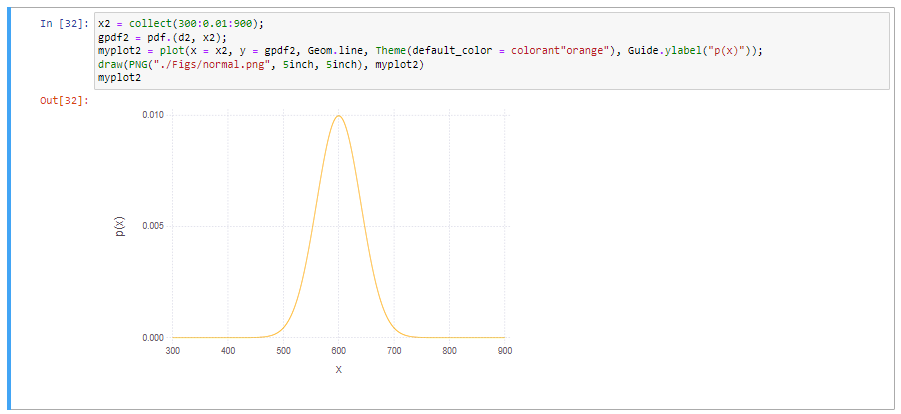 In [32]: x2 = collect(300:0.01:900);
gpdf2 = pdf.(d2, x2);
myplot2 = plot(x = x2, y = gpdf2, Geom.line, Theme(default_color = colorant"orange"), Guide.ylabel("p(x)"));
draw(PNG("./Figs/normal.png", 5inch, 5inch), myplot2)
myplot2
Out[32]:
0.010
p(x)
0.005
0.000
300 400 500 600 700 800 900
x